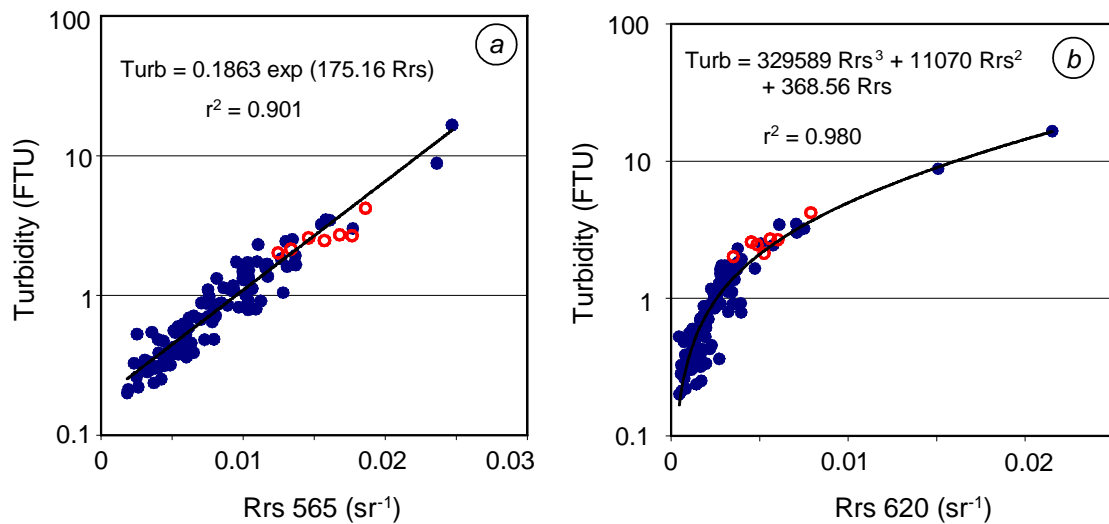 100
10
1
0.1
Turbidity (FTU)
a
Turb = 0.1863 exp (175.16 Rrs)
r² = 0.901
0
0.01
0.02
0.03
Rrs 565 (sr⁻¹)
100
10
1
0.1
Turbidity (FTU)
b
Turb = 329589 Rrs³ + 11070 Rrs²
+ 368.56 Rrs
r² = 0.980
0
0.01
0.02
Rrs 620 (sr⁻¹)